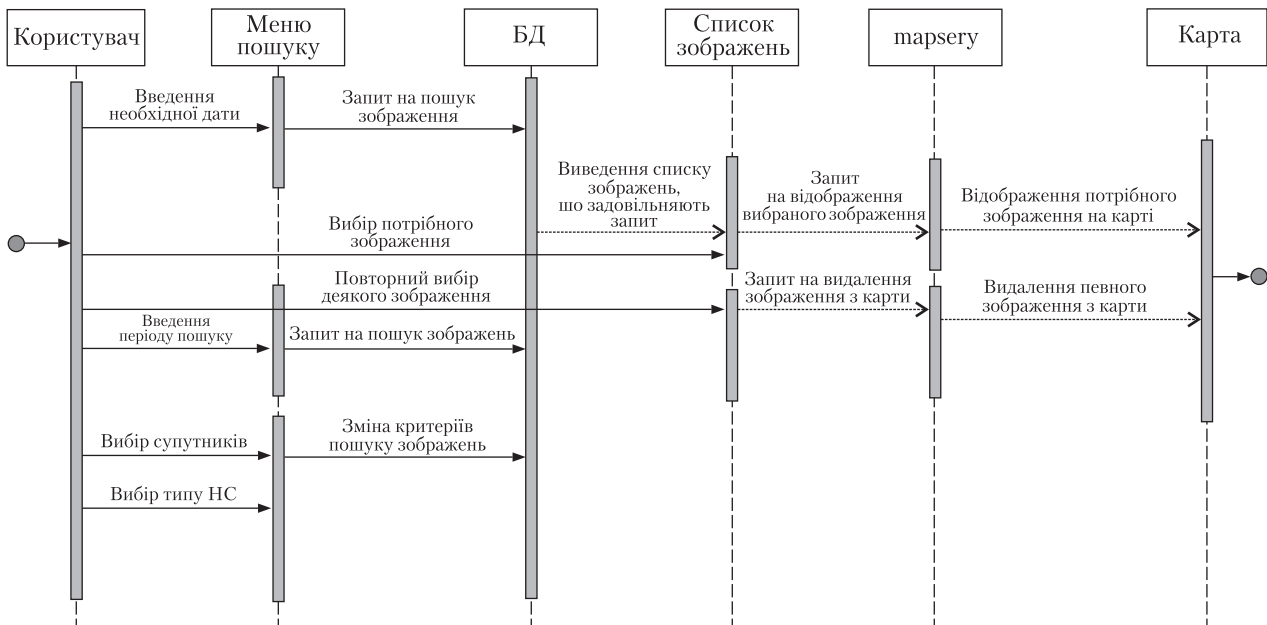 Користувач
Меню
пошуку
БД
Список
зображень
mapsery
Карта
Введення
необхідної дати
Запит на пошук
зображення
Виведення списку
зображень,
шо задовільняють
запит
Запит
на відображення
вибраного зображення
Відображення потрібного
зображення на карті
Вибір потрібного
зображення
Повторний вибір
деякого зображення
Запит на видалення
зображення з карти
Видалення певного
зображення з карти
Введення
періоду пошуку
Запит на пошук зображень
Вибір супутників
Зміна критеріїв
пошуку зображень
Вибір типу НС